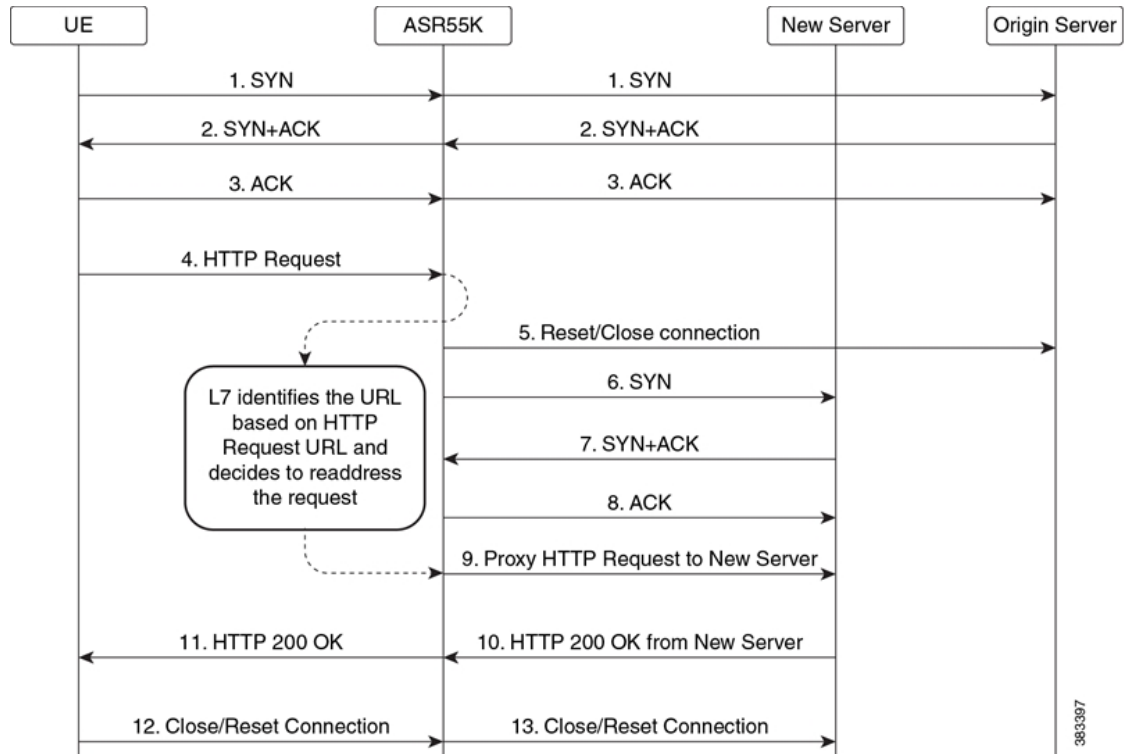 UE
ASR55K
New Server
Origin Server
1. SYN
1. SYN
2. SYN+ACK
2. SYN+ACK
3. ACK
3. ACK
4. HTTP Request
5. Reset/Close connection
L7 identifies the URL
based on HTTP
Request URL and
decides to readdress
the request
6. SYN
7. SYN+ACK
8. ACK
9. Proxy HTTP Request to New Server
11. HTTP 200 OK
10. HTTP 200 OK from New Server
12. Close/Reset Connection
13. Close/Reset Connection
383397